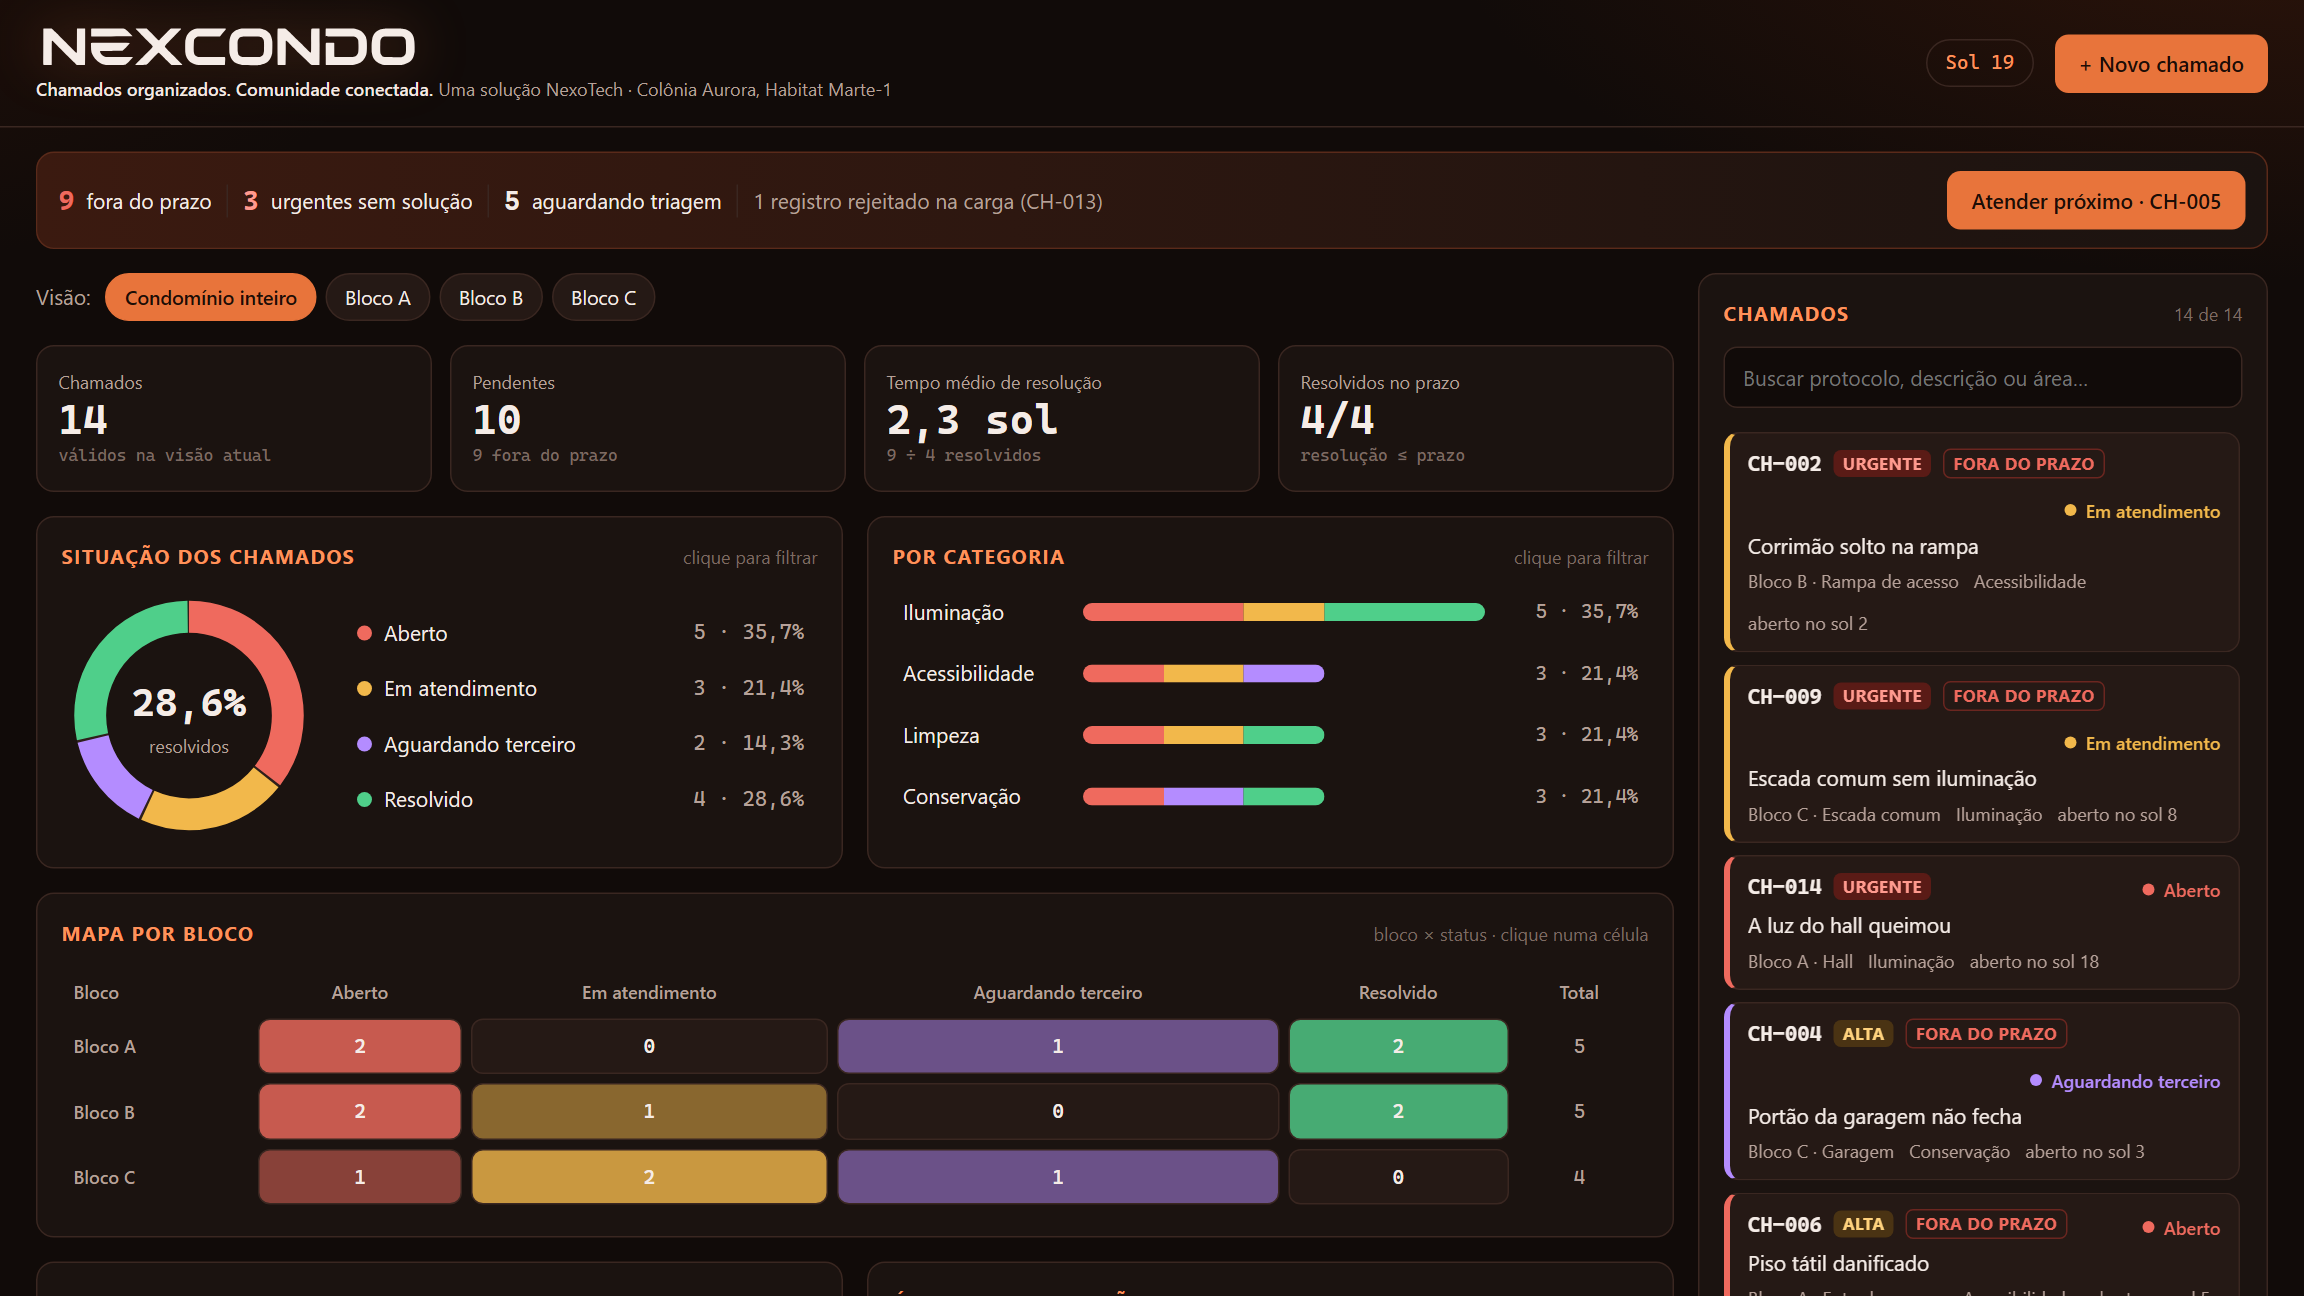 NEXCONDO
Chamados organizados. Comunidade conectada. Uma solução NexoTech · Colônia Aurora, Habitat Marte-1
Sol 19
+ Novo chamado
9 fora do prazo
3 urgentes sem solução
5 aguardando triagem
1 registro rejeitado na carga (CH-013)
Atender próximo · CH-005
Visão:
Condomínio inteiro
Bloco A
Bloco B
Bloco C
Chamados
14
válidos na visão atual
Pendentes
10
9 fora do prazo
Tempo médio de resolução
2,3 sol
9 ÷ 4 resolvidos
Resolvidos no prazo
4/4
resolução ≤ prazo
SITUAÇÃO DOS CHAMADOS
clique para filtrar
28,6%
resolvidos
Aberto 5 · 35,7%
Em atendimento 3 · 21,4%
Aguardando terceiro 2 · 14,3%
Resolvido 4 · 28,6%
POR CATEGORIA
clique para filtrar
Iluminação 5 · 35,7%
Acessibilidade 3 · 21,4%
Limpeza 3 · 21,4%
Conservação 3 · 21,4%
MAPA POR BLOCO
bloco × status · clique numa célula
Bloco Aberto Em atendimento Aguardando terceiro Resolvido Total
Bloco A 2 0 1 2 5
Bloco B 2 1 0 2 5
Bloco C 1 2 1 0 4
CHAMADOS
14 de 14
Buscar protocolo, descrição ou área...
CH-002 URGENTE FORA DO PRAZO
Em atendimento
Corrimão solto na rampa
Bloco B · Rampa de acesso Acessibilidade
aberto no sol 2
CH-009 URGENTE FORA DO PRAZO
Em atendimento
Escada comum sem iluminação
Bloco C · Escada comum Iluminação aberto no sol 8
CH-014 URGENTE Aberto
A luz do hall queimou
Bloco A · Hall Iluminação aberto no sol 18
CH-004 ALTA FORA DO PRAZO
Aguardando terceiro
Portão da garagem não fecha
Bloco C · Garagem Conservação aberto no sol 3
CH-006 ALTA FORA DO PRAZO Aberto
Piso tátil danificado